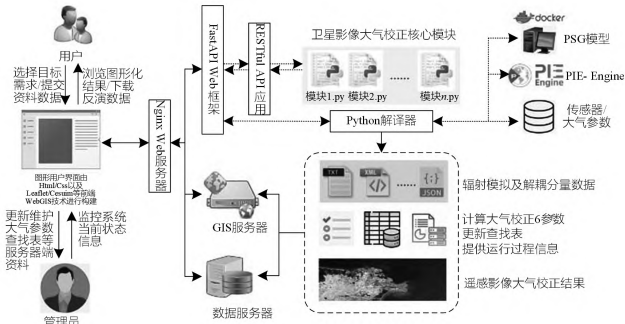 用户
选择目标
需求/提交
资料数据
浏览图形化
结果/下载
反演数据
图形用户界面由
Html/Css以及
Leaflet/Cesuim等前端
WebGIS技术进行构建
更新维护
大气参数
查找表等
服务器端
资料
监控系统
当前状态
信息
管理员
Nginx Web服务器
FastAPI Web
框架
RESTful API
应用
卫星影像大气校正核心模块
模块1.py
模块2.py
……
模块n.py
Python解译器
GIS服务器
数据服务器
docker
PSG模型
PIE
Engine
PIE- Engine
传感器/
大气参数
TXT
XML
……
JSON
辐射模拟及解耦分量数据
计算大气校正6参数
更新查找表
提供运行过程信息
遥感影像大气校正结果